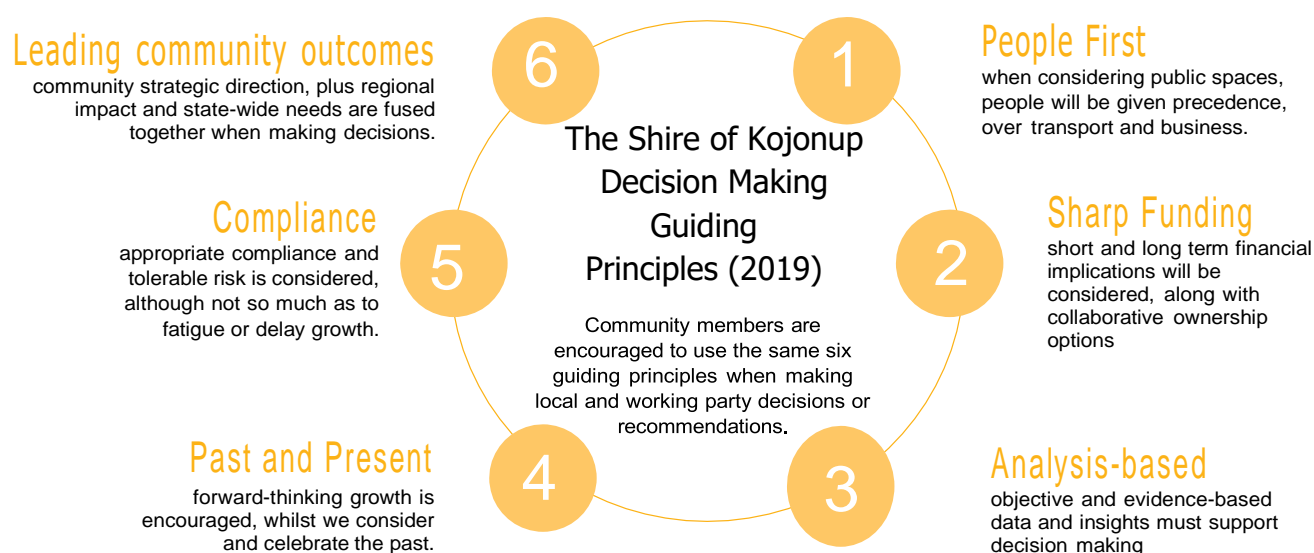 The Shire of Kojonup
Decision Making
Guiding
Principles (2019)
Community members are
encouraged to use the same six
guiding principles when making
local and working party decisions or
recommendations.
1
People First
when considering public spaces,
people will be given precedence,
over transport and business.
2
Sharp Funding
short and long term financial
implications will be
considered, along with
collaborative ownership
options
3
Analysis-based
objective and evidence-based
data and insights must support
decision making
4
Past and Present
forward-thinking growth is
encouraged, whilst we consider
and celebrate the past.
5
Compliance
appropriate compliance and
tolerable risk is considered,
although not so much as to
fatigue or delay growth.
6
Leading community outcomes
community strategic direction, plus regional
impact and state-wide needs are fused
together when making decisions.